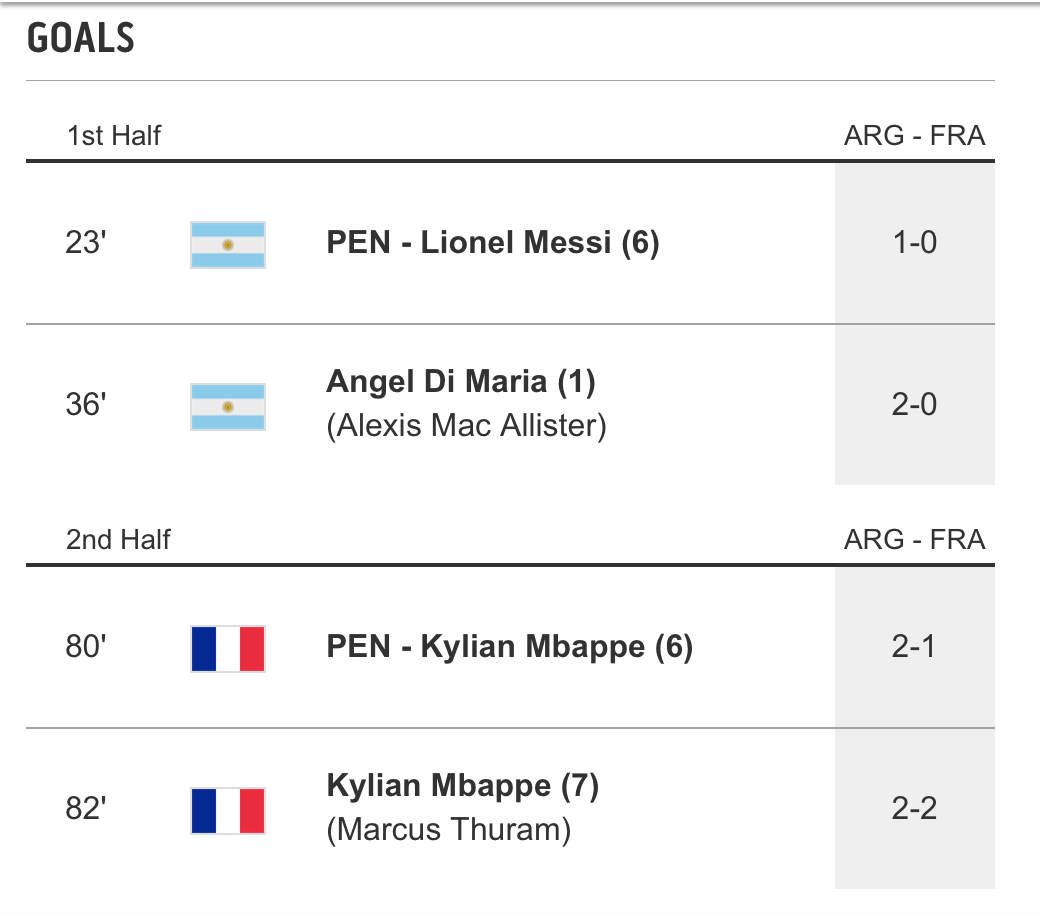 GOALS
1st Half ARG - FRA
23' PEN - Lionel Messi (6) 1-0
36' Angel Di Maria (1) 2-0
(Alexis Mac Allister)
2nd Half ARG - FRA
80' PEN - Kylian Mbappe (6) 2-1
82' Kylian Mbappe (7) 2-2
(Marcus Thuram)